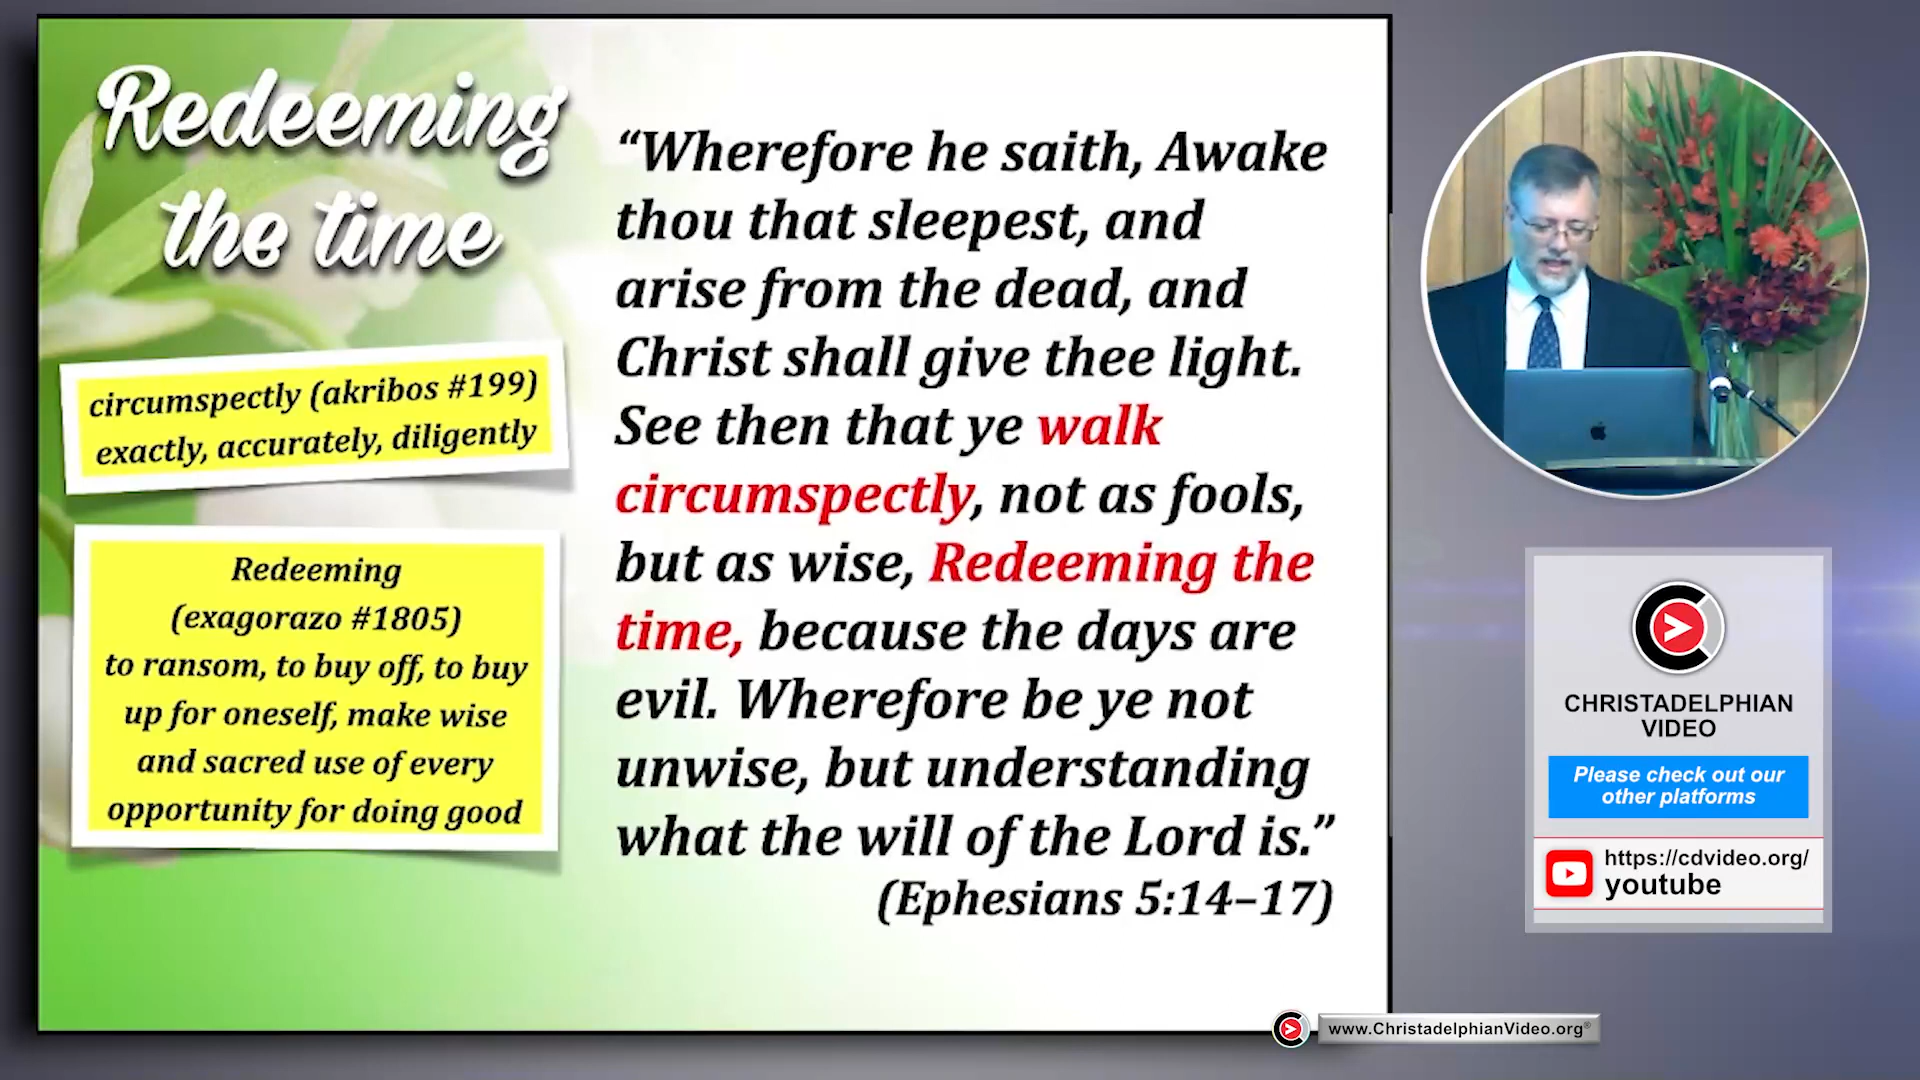 Redeeming
the time
circumspectly (akribos #199)
exactly, accurately, diligently
Redeeming
(exagorazo #1805)
to ransom, to buy off, to buy
up for oneself, make wise
and sacred use of every
opportunity for doing good
“Wherefore he saith, Awake
thou that sleepest, and
arise from the dead, and
Christ shall give thee light.
See then that ye walk
circumspectly, not as fools,
but as wise, Redeeming the
time, because the days are
evil. Wherefore be ye not
unwise, but understanding
what the will of the Lord is.”
(Ephesians 5:14–17)
CHRISTADELPHIAN
VIDEO
Please check out our
other platforms
https://cdvideo.org/
youtube
www.ChristadelphianVideo.org®